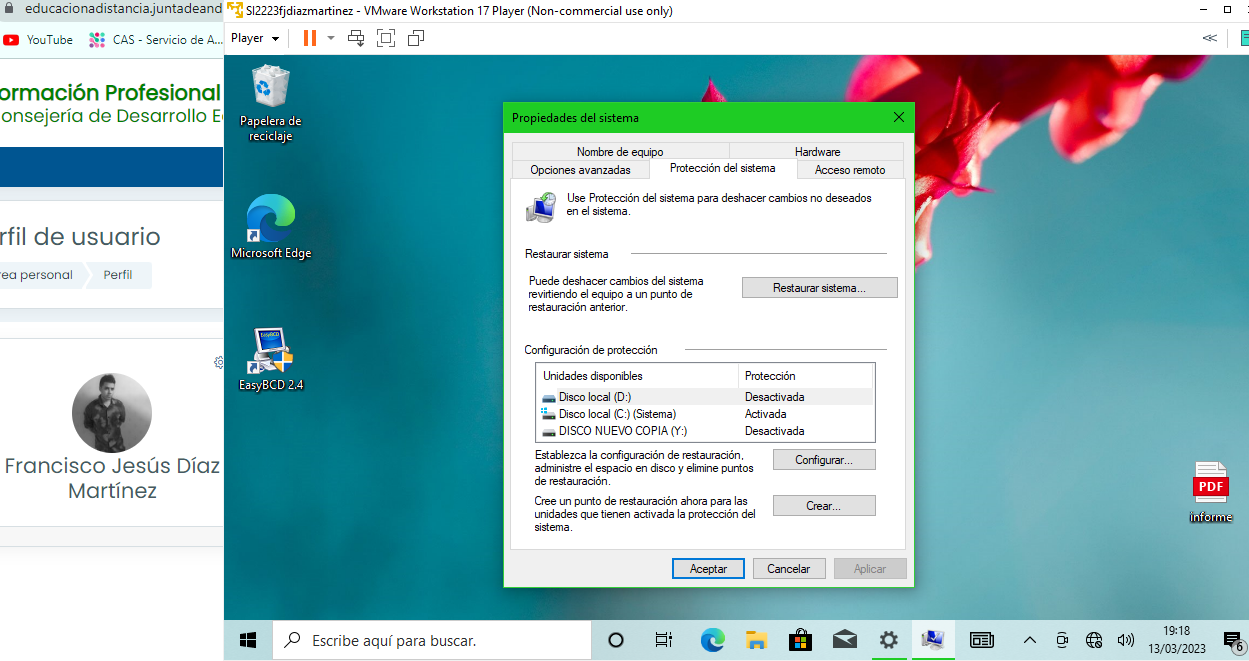 educacionadistancia.juntadeand
YouTube
CAS - Servicio de A...
ormación Profesional
onsejería de Desarrollo E
rfil de usuario
rea personal
Perfil
Francisco Jesús Díaz
Martínez
SI2223fjdiazmartinez - VMware Workstation 17 Player (Non-commercial use only)
Player
Papelera de
reciclaje
Microsoft Edge
EasyBCD 2.4
Propiedades del sistema
Nombre de equipo
Hardware
Opciones avanzadas
Protección del sistema
Acceso remoto
Use Protección del sistema para deshacer cambios no deseados
en el sistema.
Restaurar sistema
Puede deshacer cambios del sistema
revirtiendo el equipo a un punto de
restauración anterior.
Restaurar sistema...
Configuración de protección
Unidades disponibles
Protección
Disco local (D:)
Desactivada
Disco local (C:) (Sistema)
Activada
DISCO NUEVO COPIA (Y:)
Desactivada
Establezca la configuración de restauración,
administre el espacio en disco y elimine puntos
de restauración.
Configurar...
Cree un punto de restauración ahora para las
unidades que tienen activada la protección del
sistema.
Crear...
Aceptar
Cancelar
Aplicar
PDF
informe
Escribe aquí para buscar.
19:18
13/03/2023
6